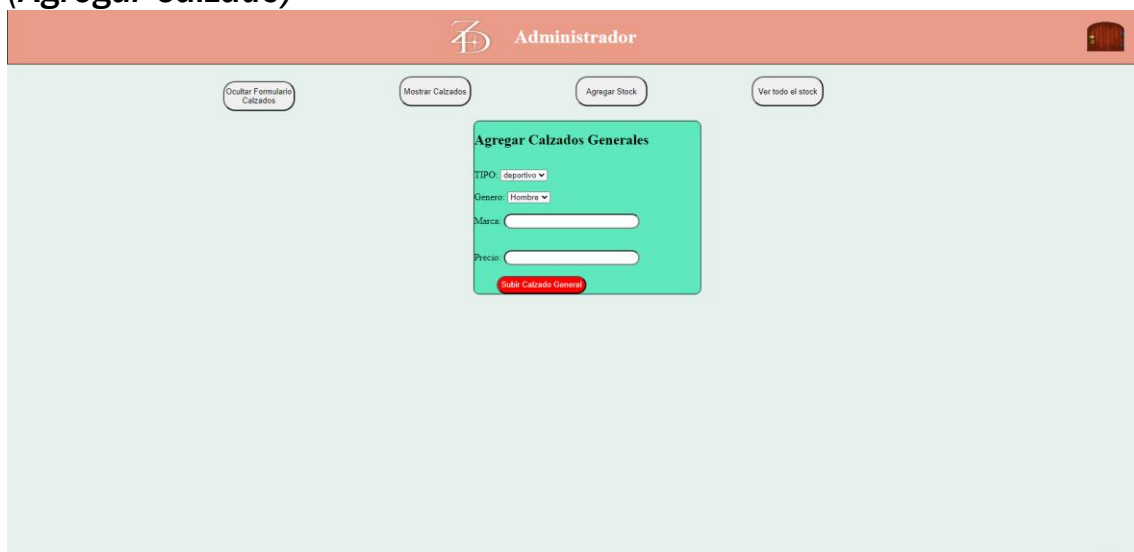 (Agregar Calzado)
Administrador
Ocultar Formulario
Calzados
Mostrar Calzados
Agregar Stock
Ver todo el stock
Agregar Calzados Generales
TIPO: deportivo
Genero: Hombre
Marca:
Precio:
Subir Calzado General